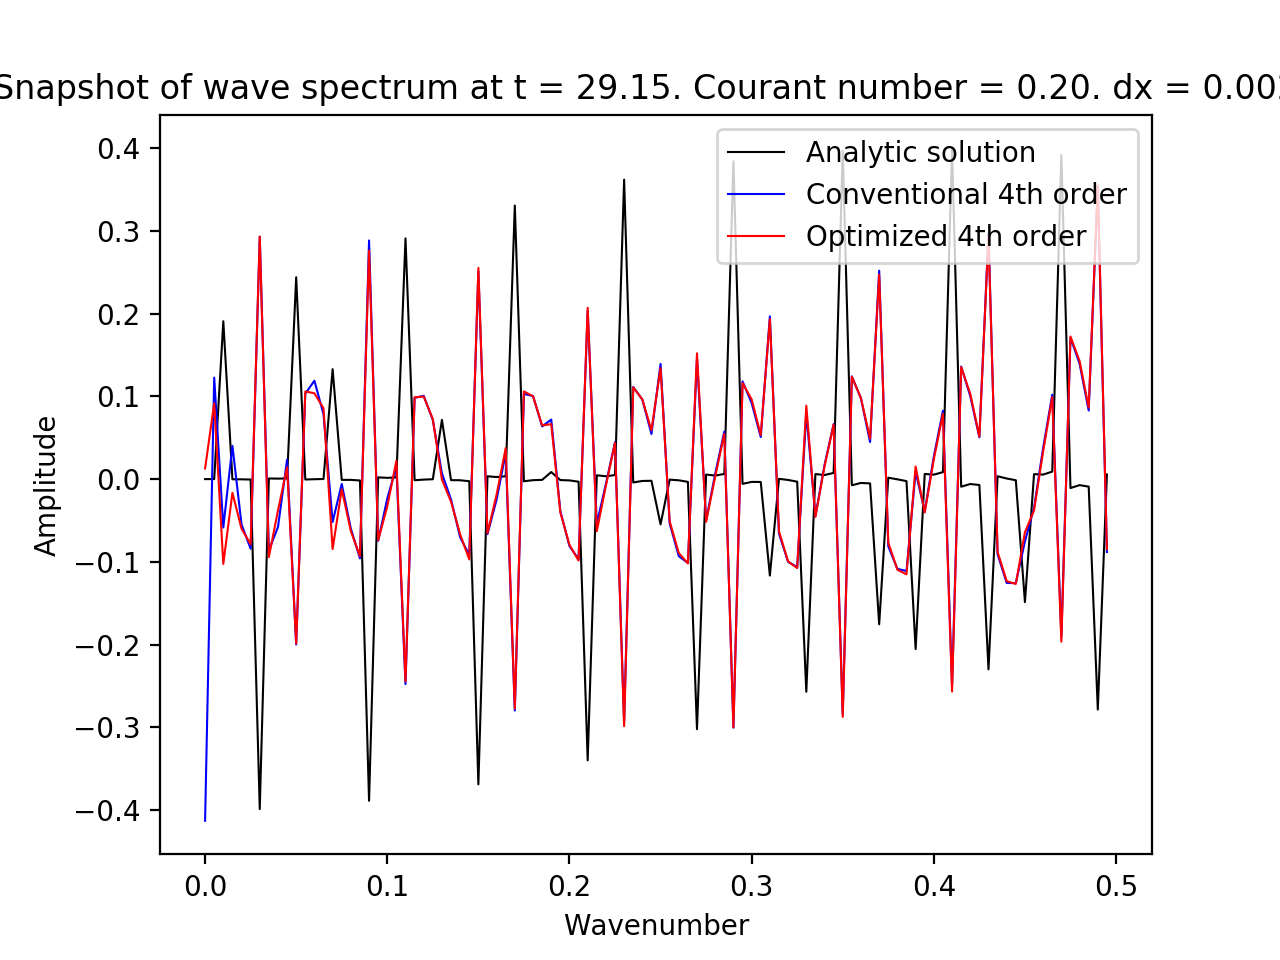 Snapshot of wave spectrum at t = 29.15. Courant number = 0.20. dx =
Analytic solution
Conventional 4th order
Optimized 4th order
0.4
0.3
0.2
0.1
0.0
−0.1
−0.2
−0.3
−0.4
Amplitude
0.0 0.1 0.2 0.3 0.4 0.5
Wavenumber